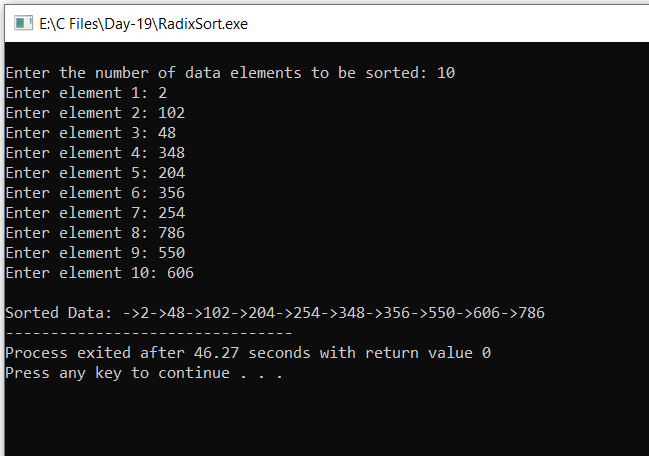 E:\C Files\Day-19\RadixSort.exe
Enter the number of data elements to be sorted: 10
Enter element 1: 2
Enter element 2: 102
Enter element 3: 48
Enter element 4: 348
Enter element 5: 204
Enter element 6: 356
Enter element 7: 254
Enter element 8: 786
Enter element 9: 550
Enter element 10: 606
Sorted Data: ->2->48->102->204->254->348->356->550->606->786
--------------------------------
Process exited after 46.27 seconds with return value 0
Press any key to continue . . .